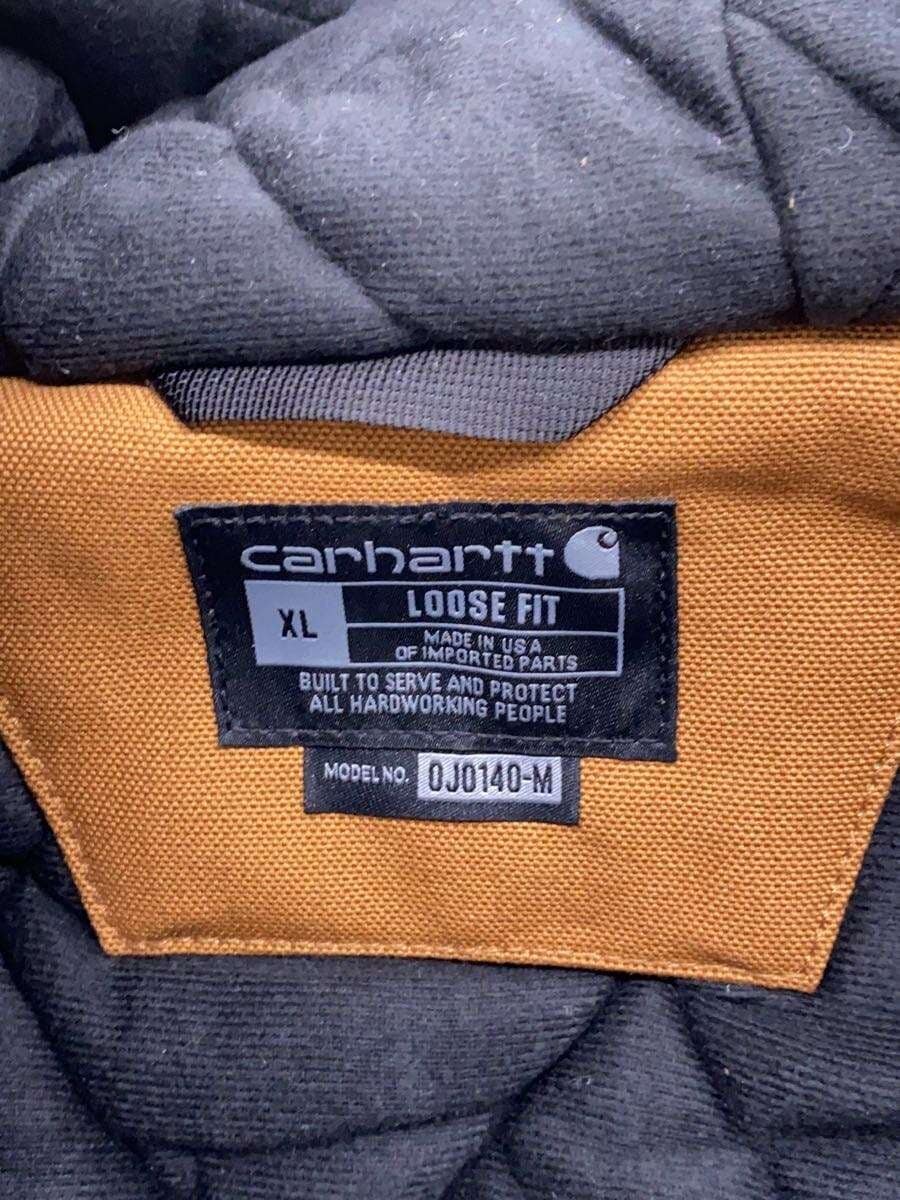 carhartt
XL
LOOSE FIT
MADE IN USA
OF IMPORTED PARTS
BUILT TO SERVE AND PROTECT
ALL HARDWORKING PEOPLE
MODEL NO. 0J0140-M